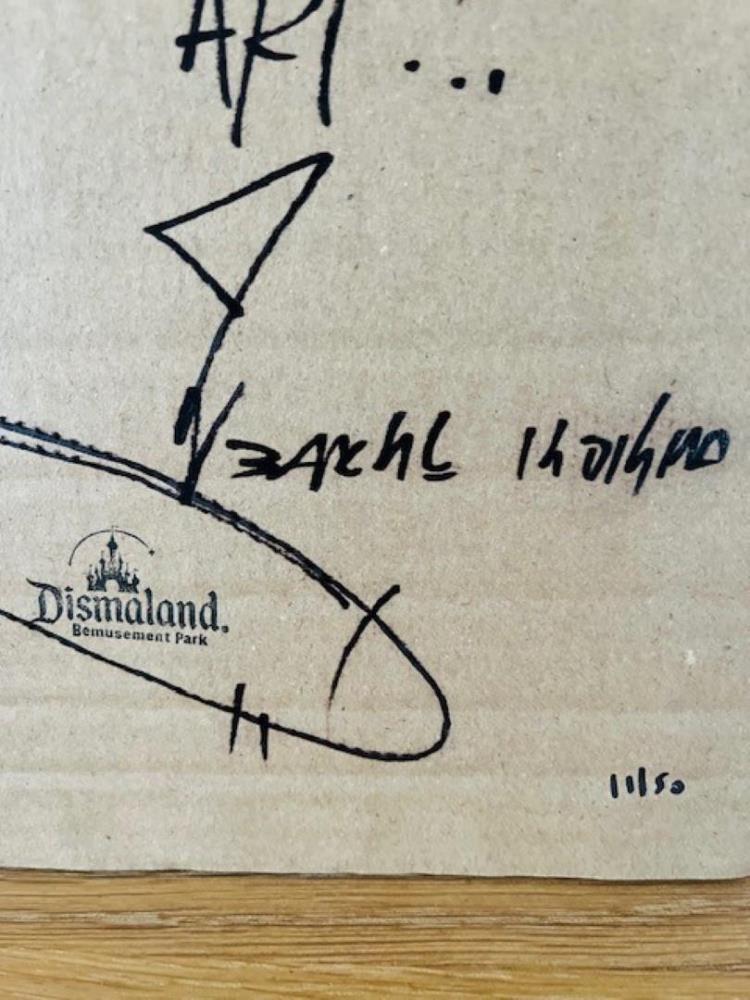 ART...
Dismaland.
Bemusement Park
11/50